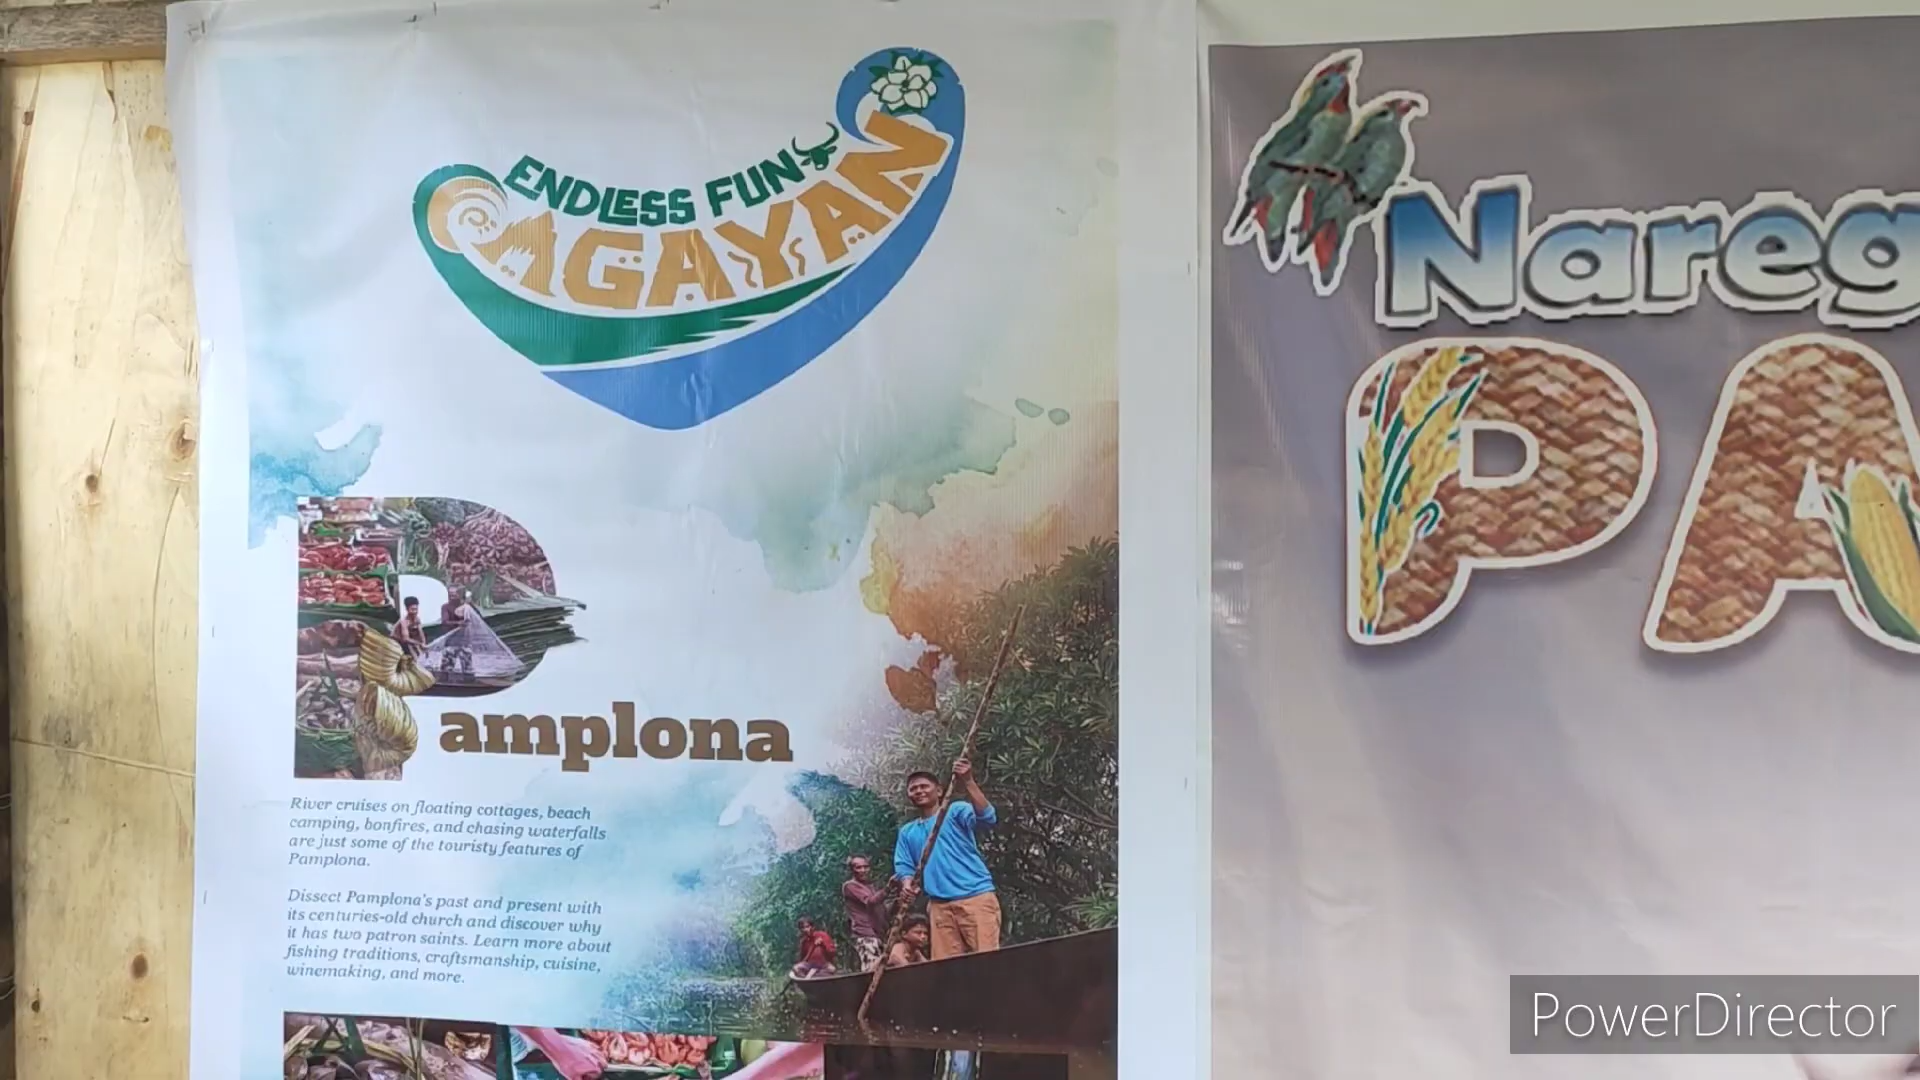 ENDLESS FUN
CAGAYAN
Pamplona
River cruises on floating cottages, beach
camping, bonfires, and chasing waterfalls
are just some of the touristy features of
Pamplona.
Dissect Pamplona's past and present with
its centuries-old church and discover why
it has two patron saints. Learn more about
fishing traditions, craftsmanship, cuisine,
winemaking, and more.
Nareg
PA
PowerDirector